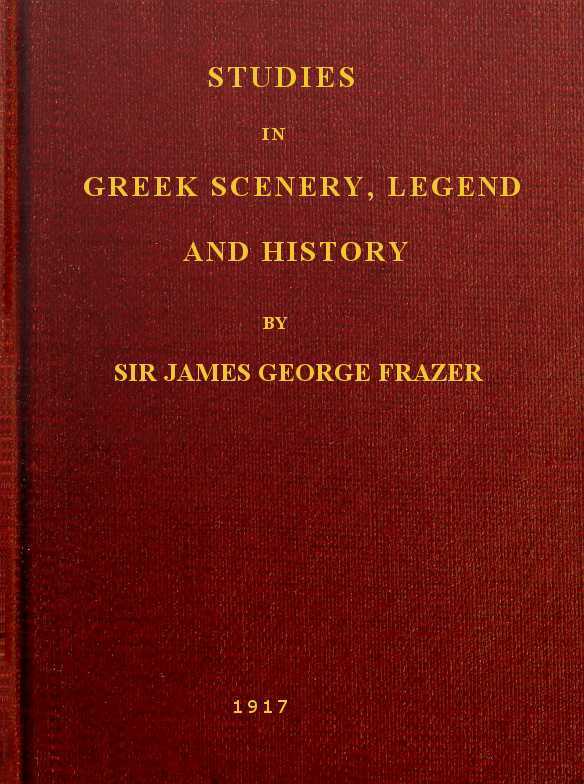 STUDIES
IN
GREEK SCENERY, LEGEND
AND HISTORY
BY
SIR JAMES GEORGE FRAZER
1917